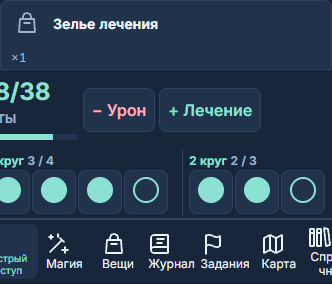 Зелье лечения
×1
8/38
ты
− Урон
+ Лечение
круг 3 / 4
2 круг 2 / 3
стрый
ступ
Магия
Вещи
Журнал
Задания
Карта
Спр
чн